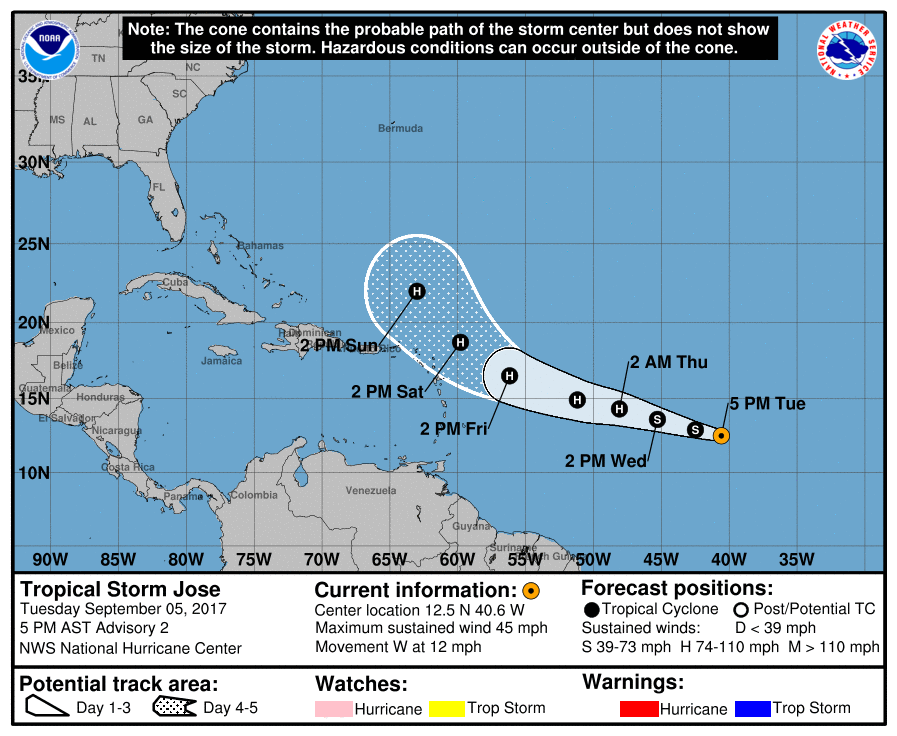 Note: The cone contains the probable path of the storm center but does not show
the size of the storm. Hazardous conditions can occur outside of the cone.
NOAA
NATIONAL WEATHER SERVICE
TN
NC
35N
SC
MS
AL
GA
Bermuda
30N
FL
25N
Bahamas
Cuba
20N
Mexico
2 PM Sun
Jamaica
Belize
2 AM Thu
Guatemala
Honduras
2 PM Sat
15N
5 PM Tue
El Salvador
Nicaragua
2 PM Fri
2 PM Wed
Costa Rica
10N
Panama
Colombia
Venezuela
Guyana
Suriname
H
H
H
H
H
S
S
90W 85W 80W 75W 70W 65W 60W 55W 50W 45W 40W 35W
Tropical Storm Jose
Tuesday September 05, 2017
5 PM AST Advisory 2
NWS National Hurricane Center
Current information:
Center location 12.5 N 40.6 W
Maximum sustained wind 45 mph
Movement W at 12 mph
Forecast positions:
Tropical Cyclone Post/Potential TC
Sustained winds: D < 39 mph
S 39-73 mph H 74-110 mph M > 110 mph
Potential track area:
Day 1-3 Day 4-5
Watches:
Hurricane Trop Storm
Warnings:
Hurricane Trop Storm